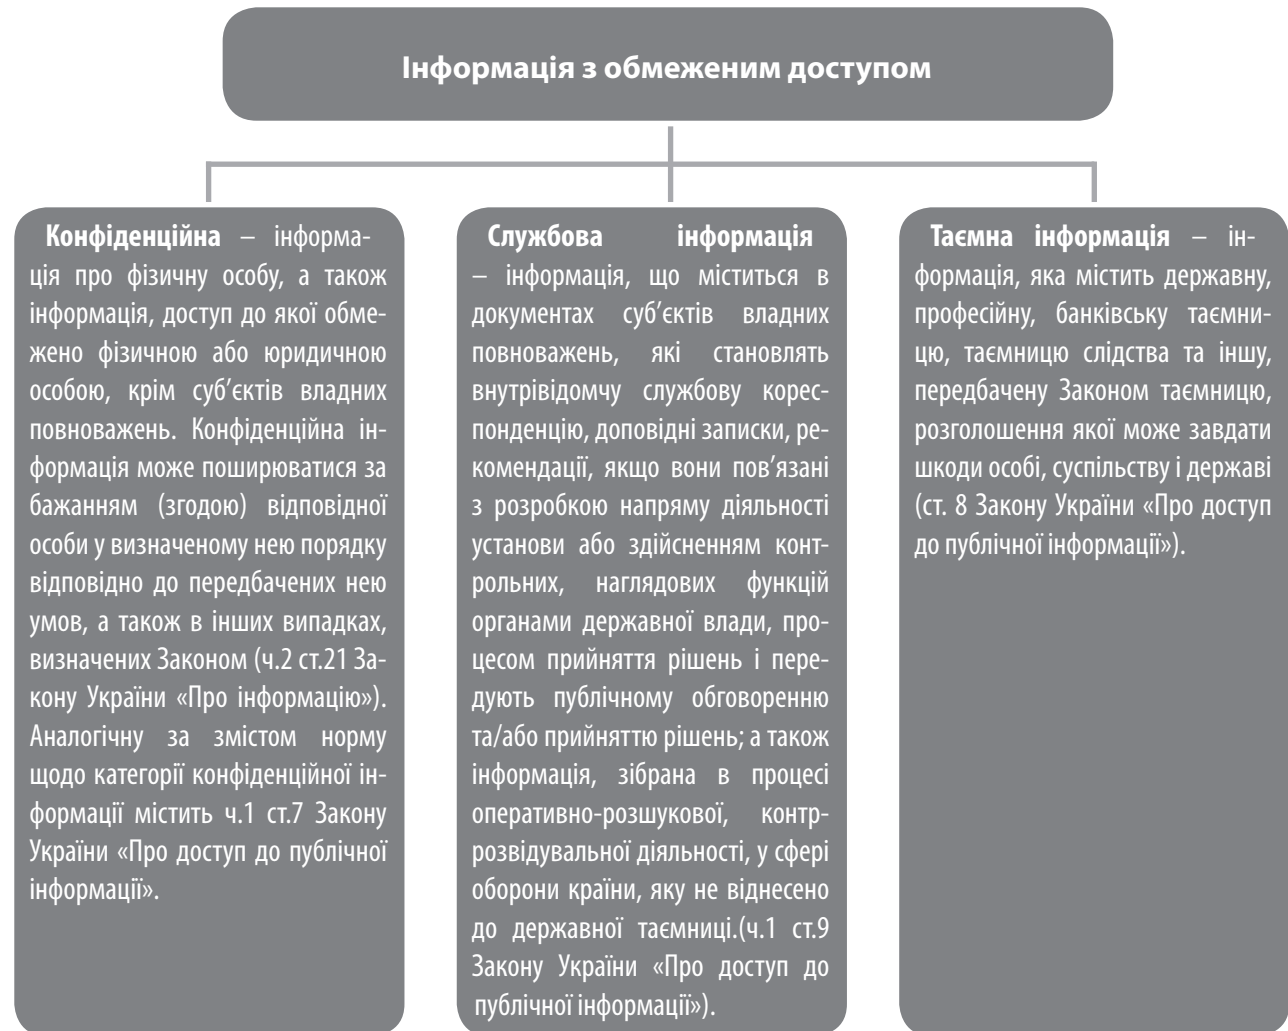 Інформація з обмеженим доступом
Конфіденційна – інформа-
ція про фізичну особу, а також
інформація, доступ до якої обме-
жено фізичною або юридичною
особою, крім суб’єктів владних
повноважень. Конфіденційна ін-
формація може поширюватися за
бажанням (згодою) відповідної
особи у визначеному нею порядку
відповідно до передбачених нею
умов, а також в інших випадках,
визначених Законом (ч.2 ст.21 За-
кону України «Про інформацію»).
Аналогічну за змістом норму
щодо категорії конфіденційної ін-
формації містить ч.1 ст.7 Закону
України «Про доступ до публічної
інформації».
Службова інформація
– інформація, що міститься в
документах суб’єктів владних
повноважень, які становлять
внутрівідомчу службову корес-
понденцію, доповідні записки, ре-
комендації, якщо вони пов’язані
з розробкою напряму діяльності
установи або здійсненням конт-
рольних, наглядових функцій
органами державної влади, про-
цесом прийняття рішень і пере-
дують публічному обговоренню
та/або прийняттю рішень; а також
інформація, зібрана в процесі
оперативно-розшукової, контр-
розвідувальної діяльності, у сфері
оборони країни, яку не віднесено
до державної таємниці.(ч.1 ст.9
Закону України «Про доступ до
публічної інформації»).
Таємна інформація – ін-
формація, яка містить державну,
професійну, банківську таємни-
цю, таємницю слідства та іншу,
передбачену Законом таємницю,
розголошення якої може завдати
шкоди особі, суспільству і державі
(ст. 8 Закону України «Про доступ
до публічної інформації»).